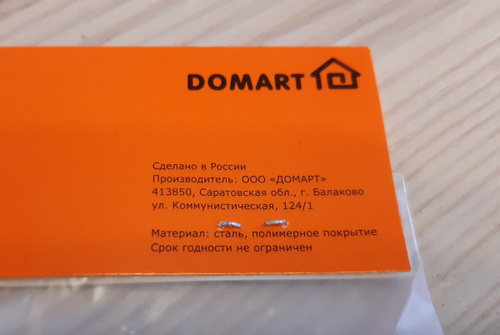 DOMART
Сделано в России
Производитель: ООО «ДОМАРТ»
413850, Саратовская обл., г. Балаково
ул. Коммунистическая, 124/1
Материал: сталь, полимерное покрытие
Срок годности не ограничен